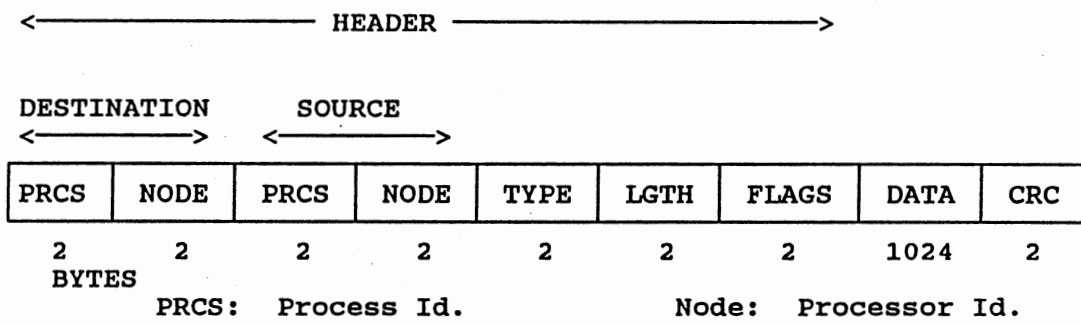 HEADER
DESTINATION SOURCE
PRCS NODE PRCS NODE TYPE LGTH FLAGS DATA CRC
2 2 2 2 2 2 2 1024 2
BYTES
PRCS: Process Id. Node: Processor Id.